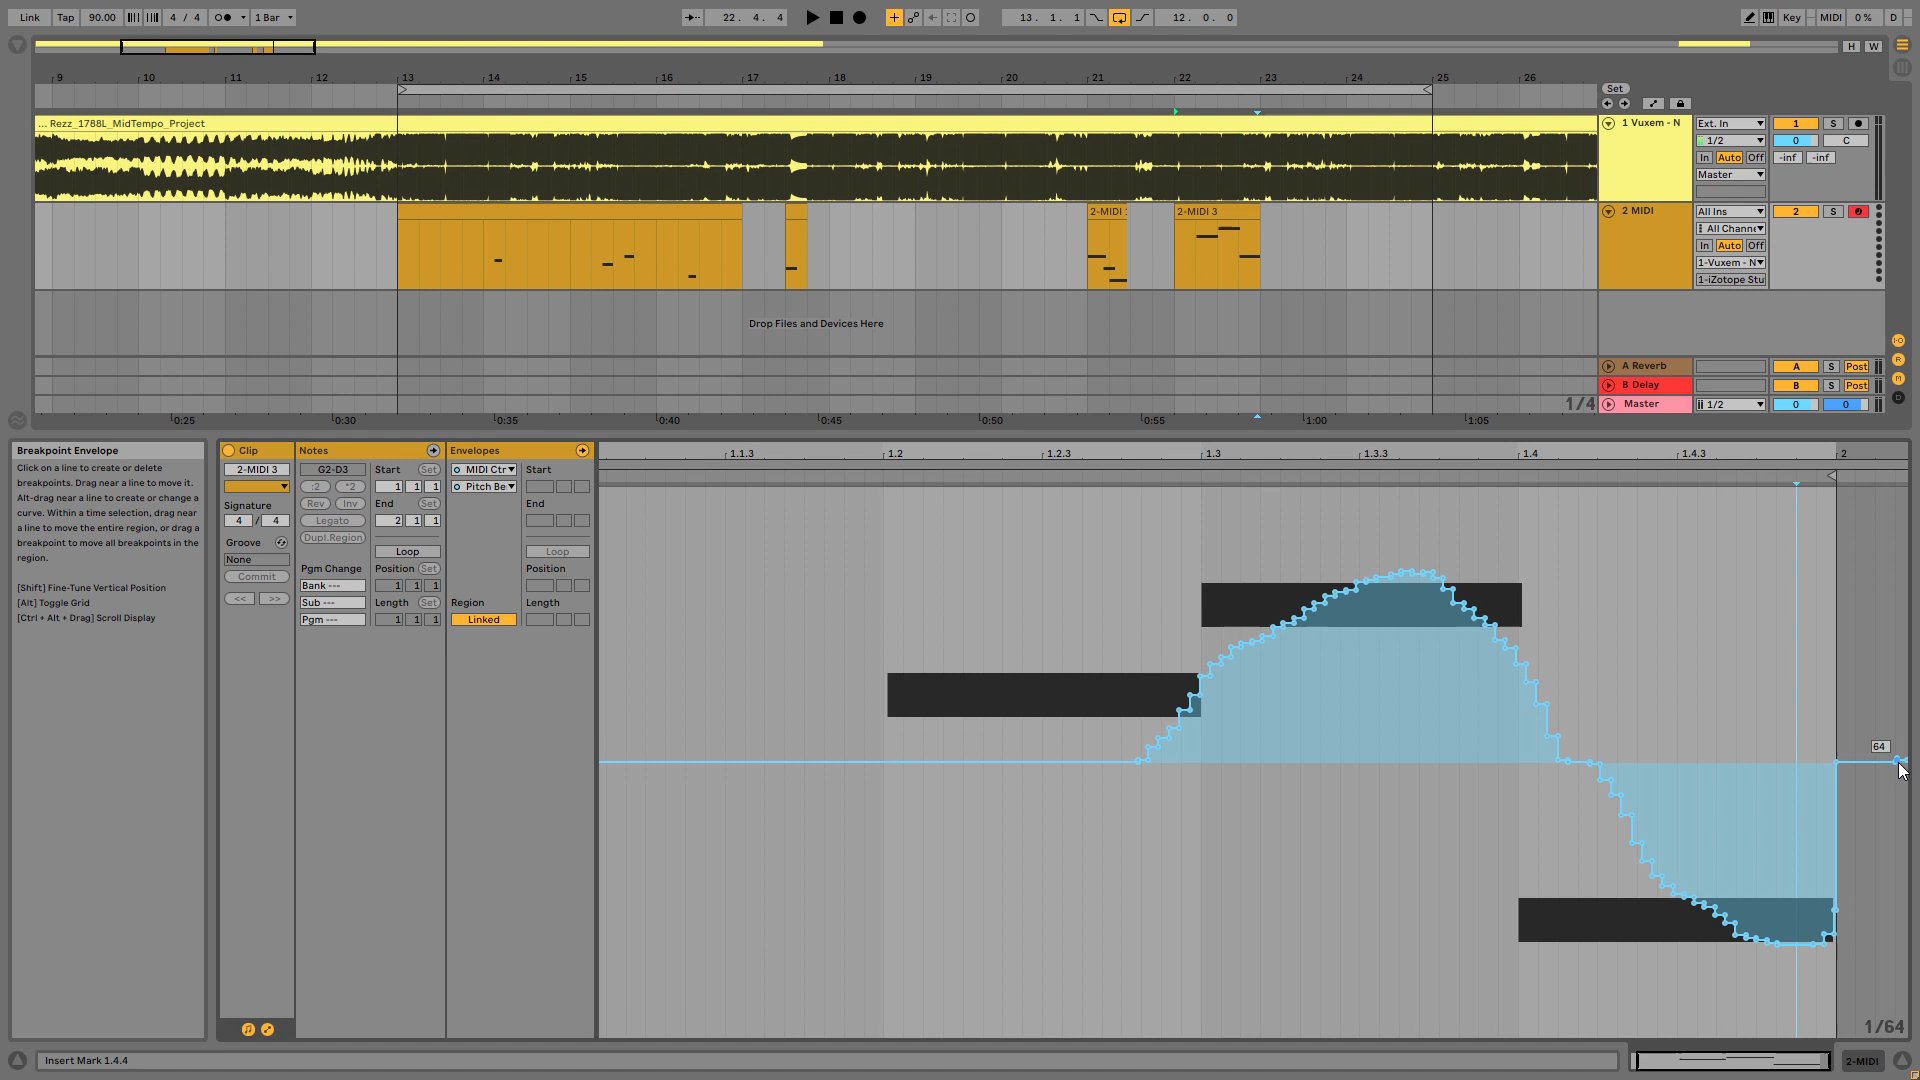 Link Tap 90.00 4 / 4 1 Bar 22. 4. 4 13. 1. 1 12. 0. 0 Key MIDI 0 % D
H W
9 10 11 12 13 14 15 16 17 18 19 20 21 22 23 24 25 26
Set
... Rezz_1788L_MidTempo_Project
1 Vuxem - N Ext. In 1 S
1/2 0 C
In Auto Off -inf -inf
Master
2-MIDI 2-MIDI 3
2 MIDI All Ins 2 S
All Channe
In Auto Off
1-Vuxem - N
1-iZotope Stu
Drop Files and Devices Here
A Reverb A S Post
B Delay B S Post
1/4 Master 1/2 0 0
I·O
R
M
D
0:25 0:30 0:35 0:40 0:45 0:50 0:55 1:00 1:05
Breakpoint Envelope
Click on a line to create or delete
breakpoints. Drag near a line to move it.
Alt-drag near a line to create or change a
curve. Within a time selection, drag near
a line to move the entire region, or drag a
breakpoint to move all breakpoints in the
region.
[Shift] Fine-Tune Vertical Position
[Alt] Toggle Grid
[Ctrl + Alt + Drag] Scroll Display
Clip
2-MIDI 3
Signature
4 / 4
Groove
None
Commit
<< >>
Notes
G2-D3
:2 *2
Rev Inv
Legato
Dupl.Region
Pgm Change
Bank ---
Sub ---
Pgm ---
Start Set
1 1 1
End Set
2 1 1
Loop
Position Set
1 1 1
Length Set
1 1 1
Envelopes
MIDI Ctr
Pitch Be
Region
Linked
Start
End
Loop
Position
Length
1.1.3 1.2 1.2.3 1.3 1.3.3 1.4 1.4.3 2
64
1/64
Insert Mark 1.4.4
2-MIDI